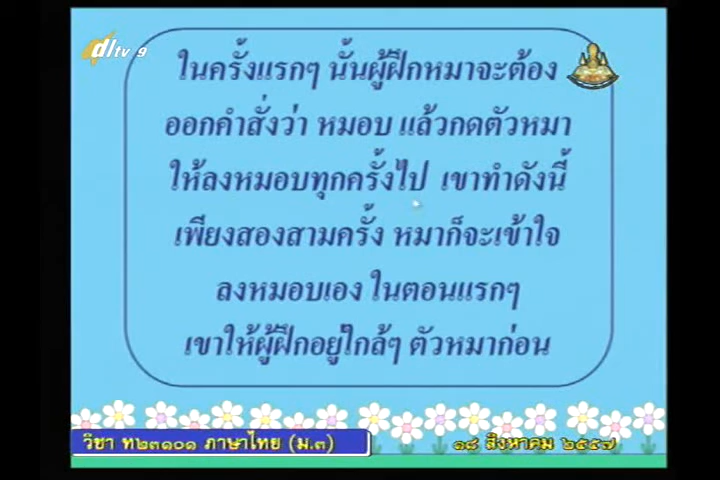 dltv 9
ในครั้งแรกๆ นั้นผู้ฝึกหมาจะต้อง
ออกคำสั่งว่า หมอบ แล้วกดตัวหมา
ให้ลงหมอบทุกครั้งไป เขาทำดังนี้
เพียงสองสามครั้ง หมาก็จะเข้าใจ
ลงหมอบเอง ในตอนแรกๆ
เขาให้ผู้ฝึกอยู่ใกล้ๆ ตัวหมาก่อน
วิชา ท๒๓๑๐๑ ภาษาไทย (ม.๓)
๑๘ สิงหาคม ๒๕๕๗